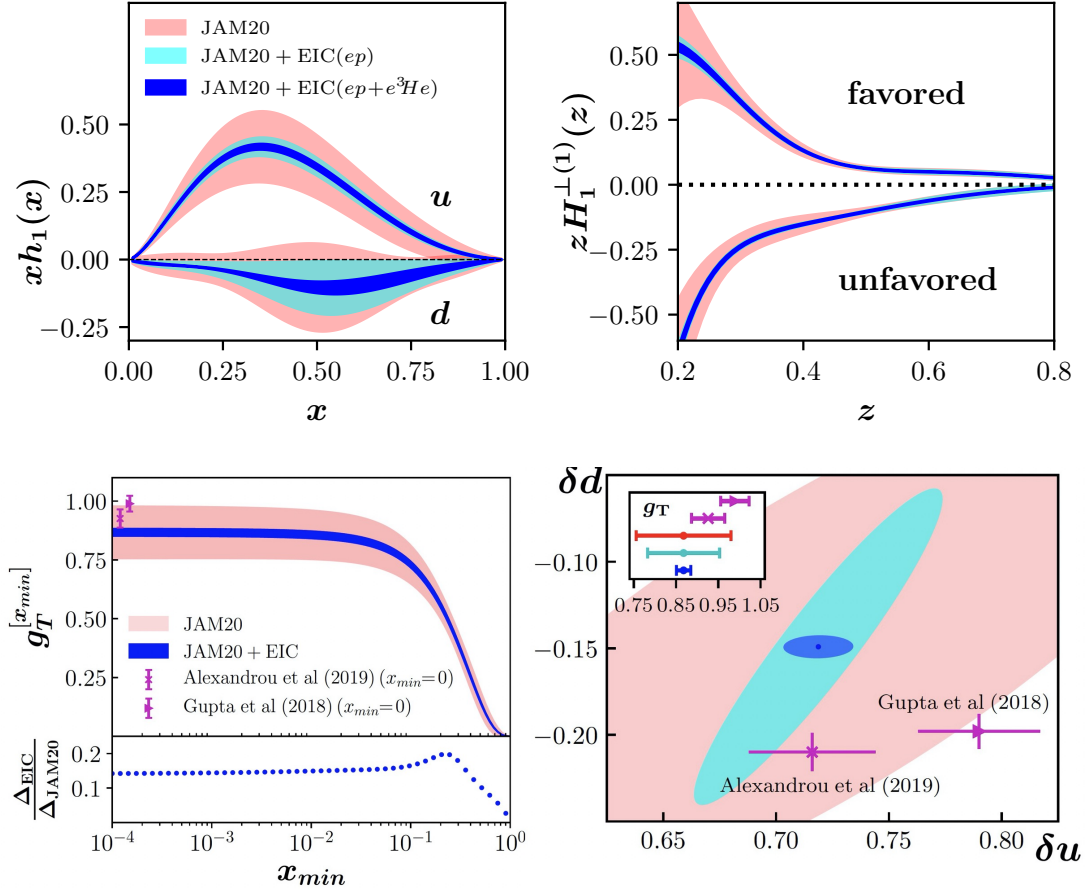 JAM20
JAM20 + EIC(ep)
JAM20 + EIC(ep+e³He)
0.50
0.25
0.00
−0.25
xh₁(x)
u
d
0.00 0.25 0.50 0.75 1.00
x
0.50
0.25
0.00
−0.25
−0.50
zH₁^⊥(1)(z)
favored
unfavored
0.2 0.4 0.6 0.8
z
1.00
0.75
0.50
0.25
g_T^[x_min]
JAM20
JAM20 + EIC
Alexandrou et al (2019) (x_min=0)
Gupta et al (2018) (x_min=0)
0.2
0.1
Δ_EIC
Δ_JAM20
10⁻⁴ 10⁻³ 10⁻² 10⁻¹ 10⁰
x_min
δd
g_T
0.75 0.85 0.95 1.05
−0.10
−0.15
−0.20
Gupta et al (2018)
Alexandrou et al (2019)
0.65 0.70 0.75 0.80
δu